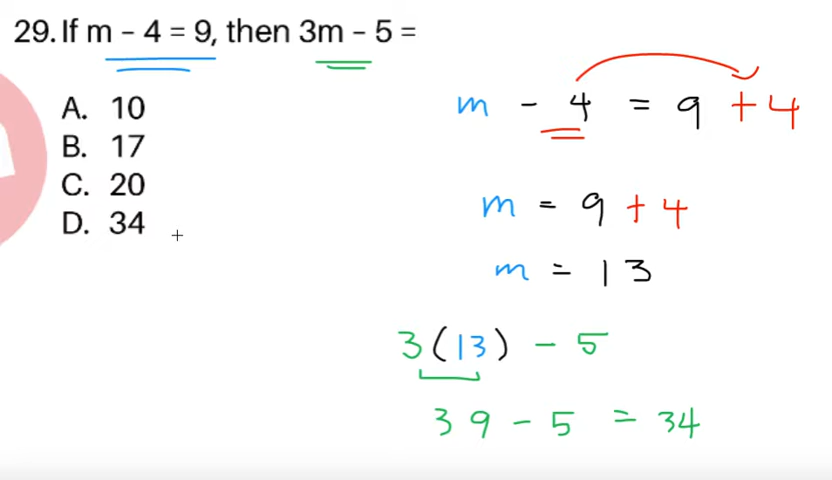 29. If m − 4 = 9, then 3m − 5 =
A. 10
B. 17
C. 20
D. 34
m − 4 = 9 + 4
m = 9 + 4
m = 13
3(13) − 5
39 − 5 = 34